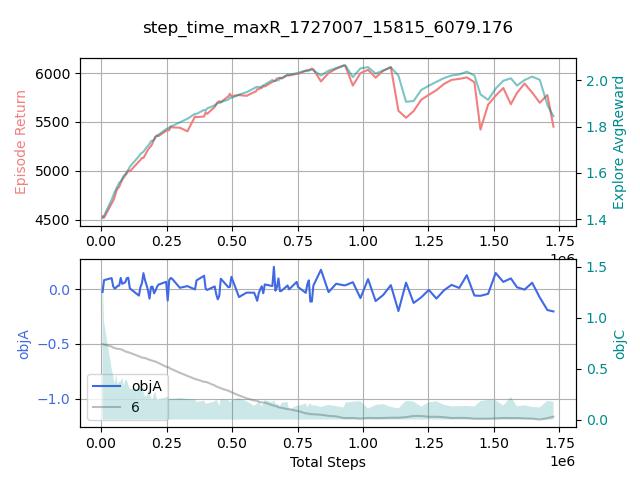 step_time_maxR_1727007_15815_6079.176
Episode Return
6000
5500
5000
4500
2.0
1.8
1.6
1.4
Explore AvgReward
0.00 0.25 0.50 0.75 1.00 1.25 1.50 1.75
1e6
objA
0.0
−0.5
−1.0
1.5
1.0
0.5
0.0
objC
objA
6
0.00 0.25 0.50 0.75 1.00 1.25 1.50 1.75
Total Steps
1e6